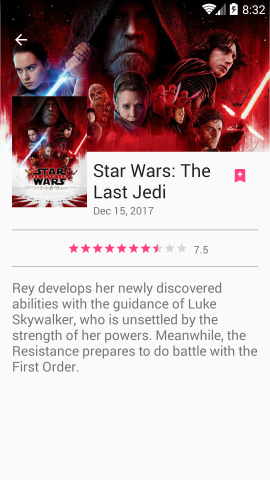 8:32
STAR WARS
Star Wars: The
Last Jedi
Dec 15, 2017
7.5
Rey develops her newly discovered
abilities with the guidance of Luke
Skywalker, who is unsettled by the
strength of her powers. Meanwhile, the
Resistance prepares to do battle with the
First Order.